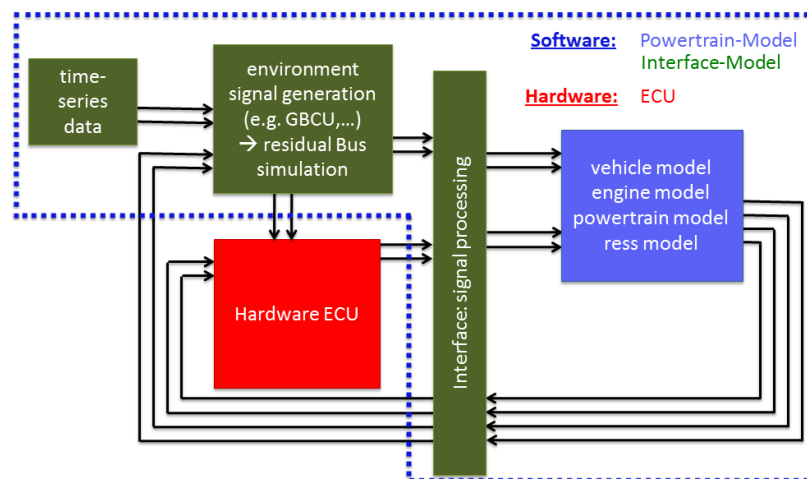 Software: Powertrain-Model
Interface-Model
Hardware: ECU
time-
series
data
environment
signal generation
(e.g. GBCU,...)
→ residual Bus
simulation
Interface: signal processing
vehicle model
engine model
powertrain model
ress model
Hardware ECU